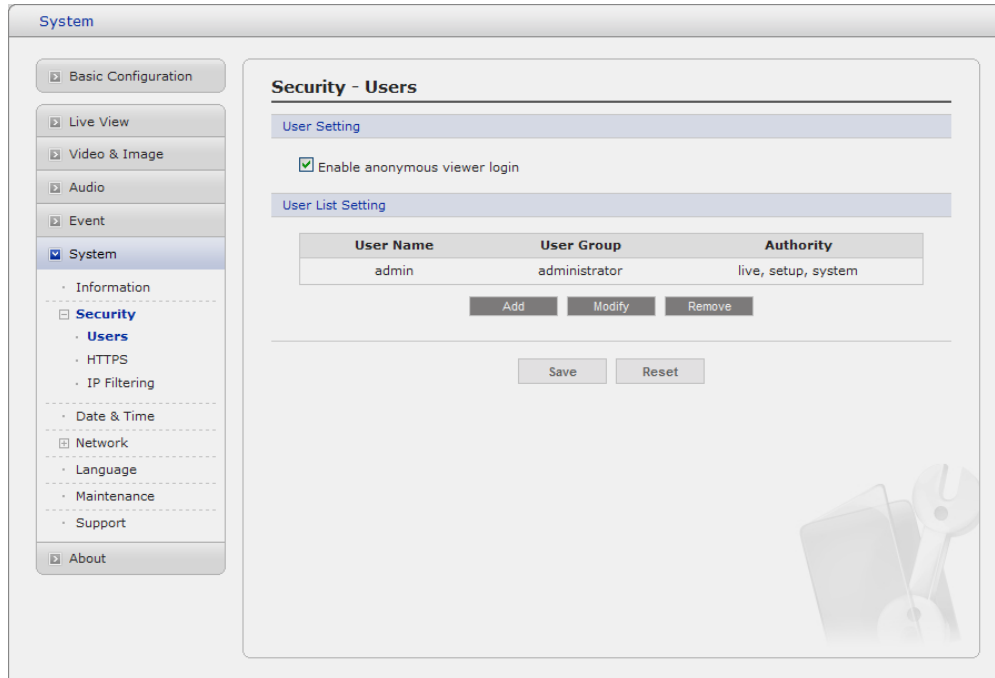 System
Basic Configuration
Live View
Video & Image
Audio
Event
System
Information
Security
Users
HTTPS
IP Filtering
Date & Time
Network
Language
Maintenance
Support
About
Security - Users
User Setting
Enable anonymous viewer login
User List Setting
User Name User Group Authority
admin administrator live, setup, system
Add Modify Remove
Save Reset